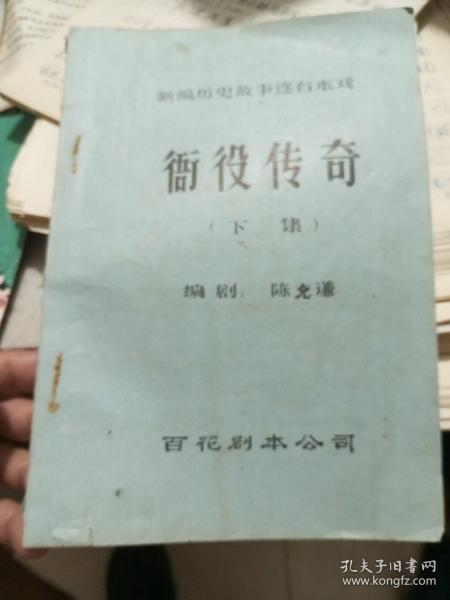 新编历史故事连台本戏
衙役传奇
（下集）
编�：陈允谦
百花剧本公司
孔夫子旧书网
www.kongfz.com